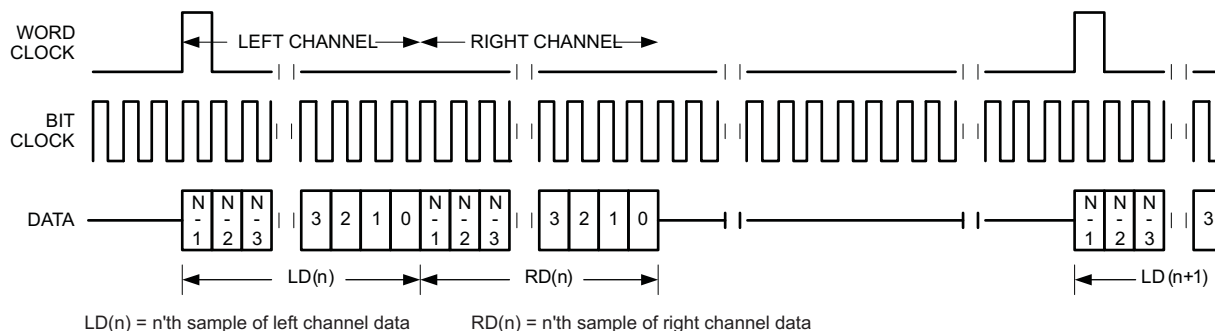 WORD
CLOCK
LEFT CHANNEL
RIGHT CHANNEL
BIT
CLOCK
DATA
N-1 N-2 N-3 3 2 1 0 N-1 N-2 N-3 3 2 1 0 N-1 N-2 N-3 3
LD(n) RD(n) LD(n+1)
LD(n) = n'th sample of left channel data RD(n) = n'th sample of right channel data